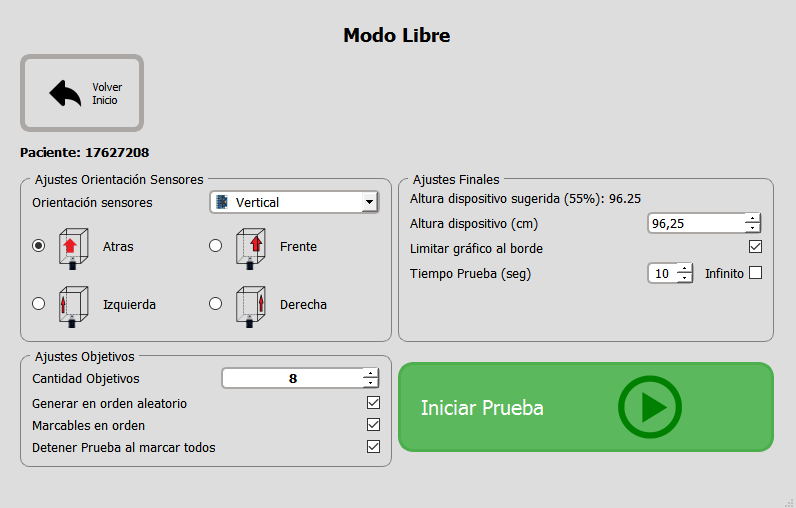 Modo Libre
Volver
Inicio
Paciente: 17627208
Ajustes Orientación Sensores
Orientación sensores
Vertical
Atras
Frente
Izquierda
Derecha
Ajustes Finales
Altura dispositivo sugerida (55%): 96.25
Altura dispositivo (cm)
96,25
Limitar gráfico al borde
Tiempo Prueba (seg)
10
Infinito
Ajustes Objetivos
Cantidad Objetivos
8
Generar en orden aleatorio
Marcables en orden
Detener Prueba al marcar todos
Iniciar Prueba